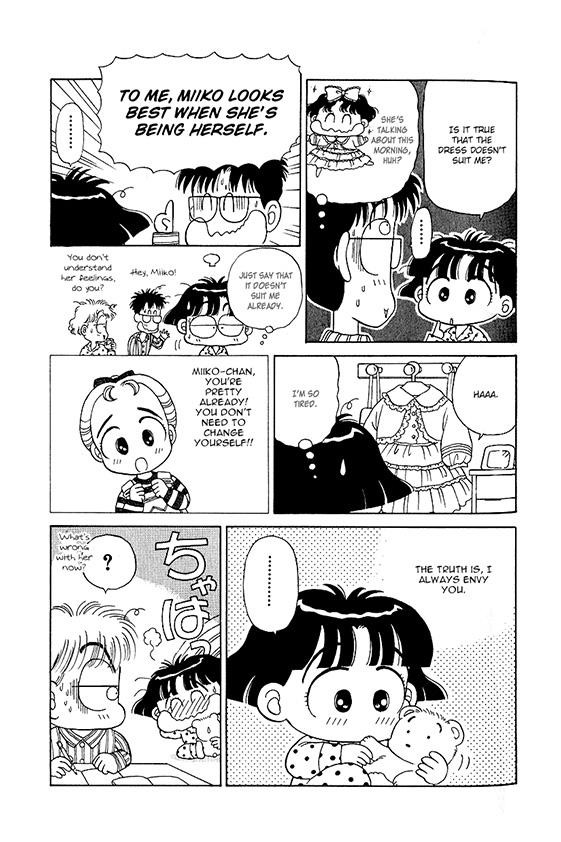 IS IT TRUE
THAT THE
DRESS DOESN'T
SUIT ME?
SHE'S
TALKING
ABOUT THIS
MORNING,
HUH?
........
TO ME, MIIKO LOOKS
BEST WHEN SHE'S
BEING HERSELF.
........
JUST SAY THAT
IT DOESN'T
SUIT ME
ALREADY.
Hey, Miiko!
You don't
understand
her feelings,
do you?
HAAA.
I'M SO
TIRED.
MIIKO-CHAN,
YOU'RE
PRETTY
ALREADY!
YOU DON'T
NEED TO
CHANGE
YOURSELF!!
THE TRUTH IS, I
ALWAYS ENVY
YOU.
..........
ちゃはっ
?
What's
wrong
with her
now?